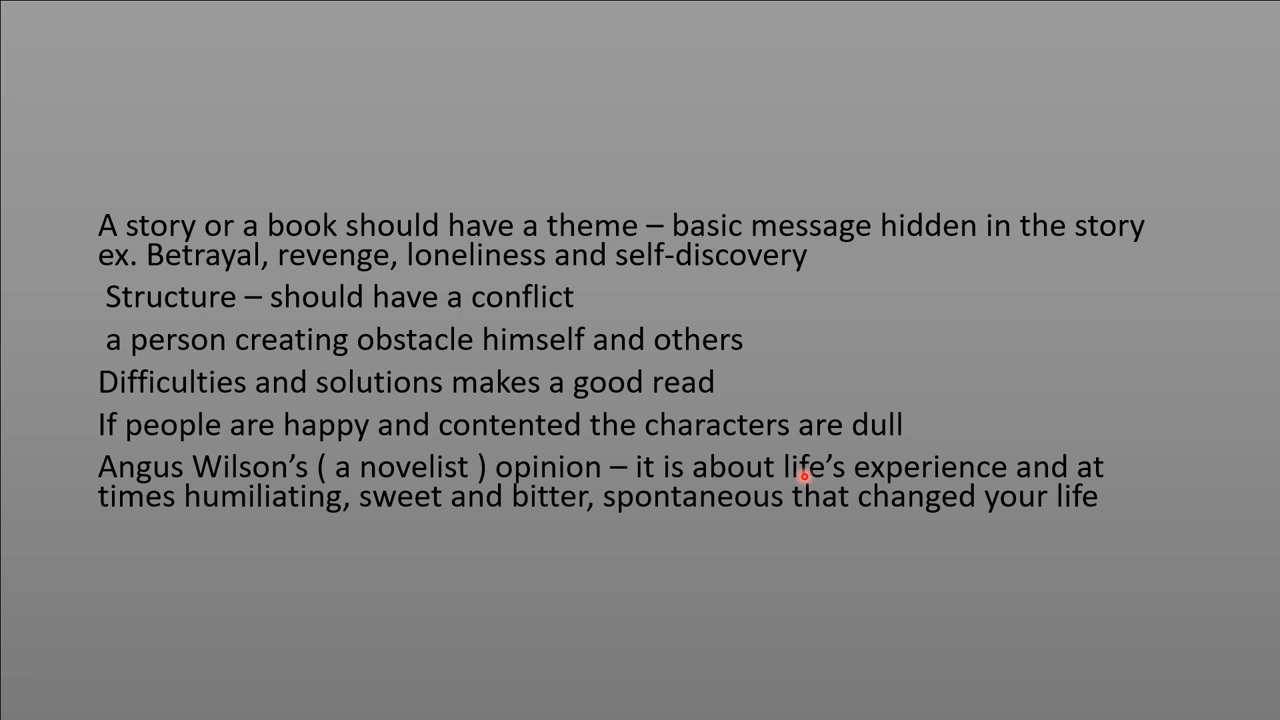 A story or a book should have a theme – basic message hidden in the story
ex. Betrayal, revenge, loneliness and self-discovery
Structure – should have a conflict
a person creating obstacle himself and others
Difficulties and solutions makes a good read
If people are happy and contented the characters are dull
Angus Wilson’s ( a novelist ) opinion – it is about life’s experience and at
times humiliating, sweet and bitter, spontaneous that changed your life